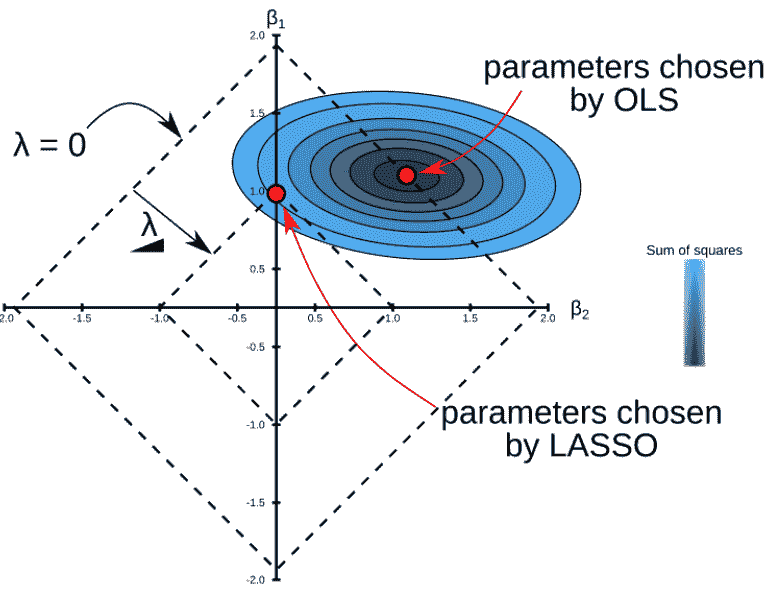 β1
2.0
parameters chosen
by OLS
1.5
λ = 0
1.0
λ
Sum of squares
0.5
2.0 -1.5 -1.0 -0.5 0.5 1.0 1.5 2.0 β2
-0.5
parameters chosen
by LASSO
-1.0
-1.5
-2.0